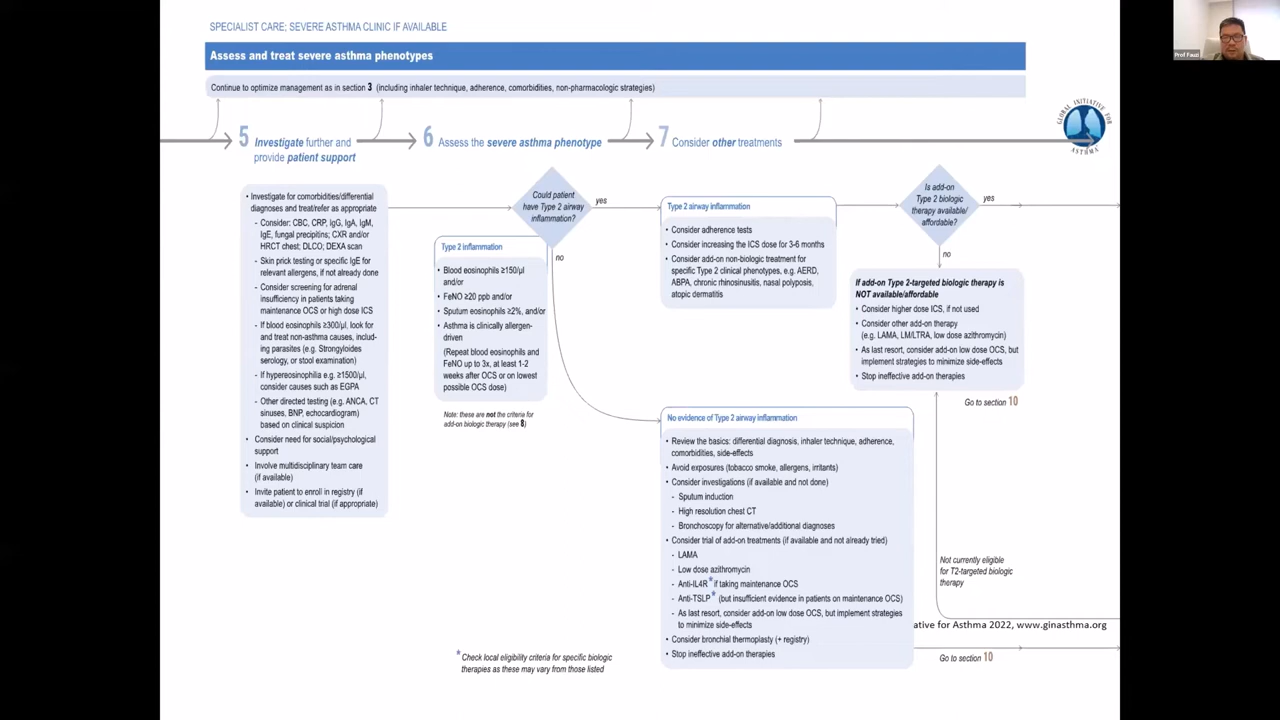 SPECIALIST CARE; SEVERE ASTHMA CLINIC IF AVAILABLE
Assess and treat severe asthma phenotypes
Continue to optimize management as in section 3 (including inhaler technique, adherence, comorbidities, non-pharmacologic strategies)
5 Investigate further and
provide patient support
6 Assess the severe asthma phenotype
7 Consider other treatments
GLOBAL INITIATIVE FOR
ASTHMA
Prof Fauzi
• Investigate for comorbidities/differential
diagnoses and treat/refer as appropriate
- Consider: CBC, CRP, IgG, IgA, IgM,
IgE, fungal precipitins; CXR and/or
HRCT chest; DLCO; DEXA scan
- Skin prick testing or specific IgE for
relevant allergens, if not already done
- Consider screening for adrenal
insufficiency in patients taking
maintenance OCS or high dose ICS
- If blood eosinophils ≥300/μl, look for
and treat non-asthma causes, includ-
ing parasites (e.g. Strongyloides
serology, or stool examination)
- If hypereosinophilia e.g. ≥1500/μl,
consider causes such as EGPA
- Other directed testing (e.g. ANCA, CT
sinuses, BNP, echocardiogram)
based on clinical suspicion
• Consider need for social/psychological
support
• Involve multidisciplinary team care
(if available)
• Invite patient to enroll in registry (if
available) or clinical trial (if appropriate)
Could patient
have Type 2 airway
inflammation?
yes
no
Type 2 inflammation
• Blood eosinophils ≥150/μl
and/or
• FeNO ≥20 ppb and/or
• Sputum eosinophils ≥2%, and/or
• Asthma is clinically allergen-
driven
(Repeat blood eosinophils and
FeNO up to 3x, at least 1-2
weeks after OCS or on lowest
possible OCS dose)
Note: these are not the criteria for
add-on biologic therapy (see 8)
Type 2 airway inflammation
• Consider adherence tests
• Consider increasing the ICS dose for 3-6 months
• Consider add-on non-biologic treatment for
specific Type 2 clinical phenotypes, e.g. AERD,
ABPA, chronic rhinosinusitis, nasal polyposis,
atopic dermatitis
Is add-on
Type 2 biologic
therapy available/
affordable?
yes
no
If add-on Type 2-targeted biologic therapy is
NOT available/affordable
• Consider higher dose ICS, if not used
• Consider other add-on therapy
(e.g. LAMA, LM/LTRA, low dose azithromycin)
• As last resort, consider add-on low dose OCS, but
implement strategies to minimize side-effects
• Stop ineffective add-on therapies
Go to section 10
No evidence of Type 2 airway inflammation
• Review the basics: differential diagnosis, inhaler technique, adherence,
comorbidities, side-effects
• Avoid exposures (tobacco smoke, allergens, irritants)
• Consider investigations (if available and not done)
- Sputum induction
- High resolution chest CT
- Bronchoscopy for alternative/additional diagnoses
• Consider trial of add-on treatments (if available and not already tried)
- LAMA
- Low dose azithromycin
- Anti-IL4R* if taking maintenance OCS
- Anti-TSLP* (but insufficient evidence in patients on maintenance OCS)
- As last resort, consider add-on low dose OCS, but implement strategies
to minimize side-effects
• Consider bronchial thermoplasty (+ registry)
• Stop ineffective add-on therapies
Not currently eligible
for T2-targeted biologic
therapy
ative for Asthma 2022, www.ginasthma.org
Go to section 10
* Check local eligibility criteria for specific biologic
therapies as these may vary from those listed